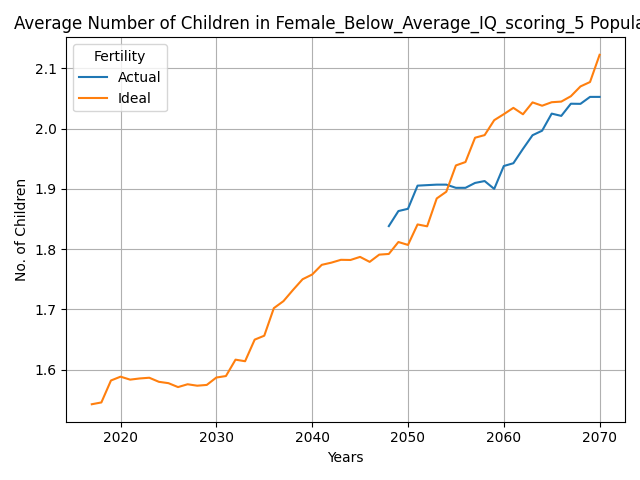 Average Number of Children in Female_Below_Average_IQ_scoring_5 Popula
Fertility
Actual
Ideal
2.1
2.0
1.9
1.8
1.7
1.6
No. of Children
2020 2030 2040 2050 2060 2070
Years